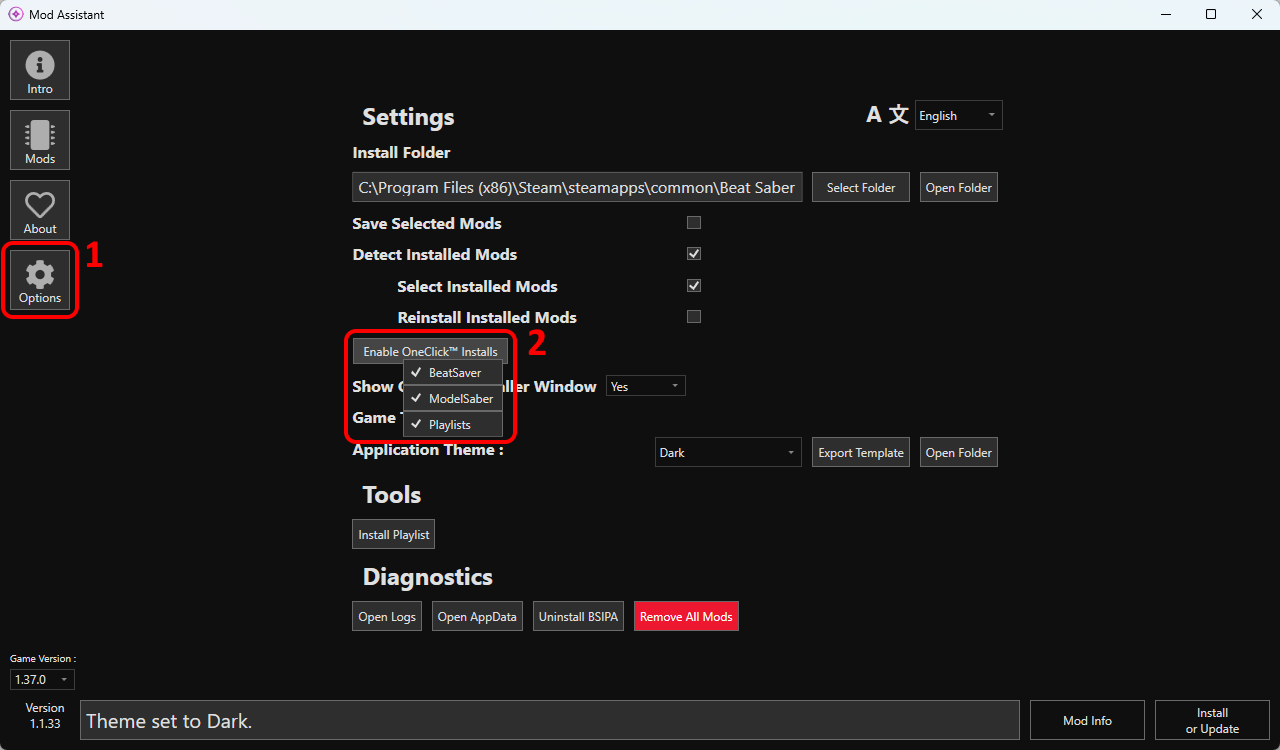 Mod Assistant
Intro
Mods
About
Options
1
Settings
A 文
English
Install Folder
C:\Program Files (x86)\Steam\steamapps\common\Beat Saber
Select Folder
Open Folder
Save Selected Mods
Detect Installed Mods
Select Installed Mods
Reinstall Installed Mods
Enable OneClick™ Installs
2
BeatSaver
ModelSaber
Playlists
Show
Window
Yes
Game
Application Theme :
Dark
Export Template
Open Folder
Tools
Install Playlist
Diagnostics
Open Logs
Open AppData
Uninstall BSIPA
Remove All Mods
Game Version :
1.37.0
Version
1.1.33
Theme set to Dark.
Mod Info
Install
or Update